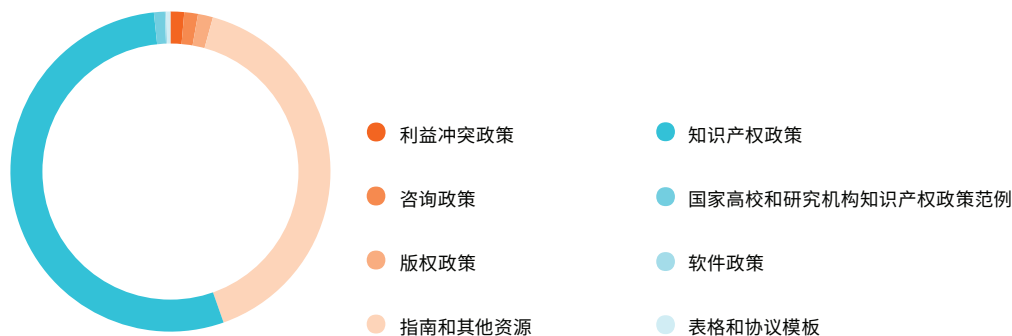 利益冲突政策
咨询政策
版权政策
指南和其他资源
知识产权政策
国家高校和研究机构知识产权政策范例
软件政策
表格和协议模板